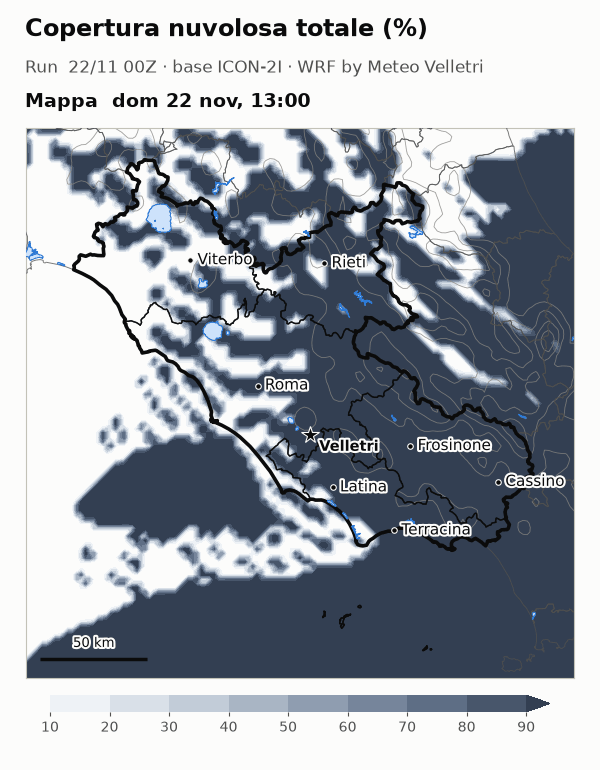 Copertura nuvolosa totale (%)
Run  22/11 00Z · base ICON-2I · WRF by Meteo Velletri
Mappa  dom 22 nov, 13:00
Viterbo
Rieti
Roma
Velletri
Frosinone
Latina
Cassino
Terracina
50 km
10 20 30 40 50 60 70 80 90